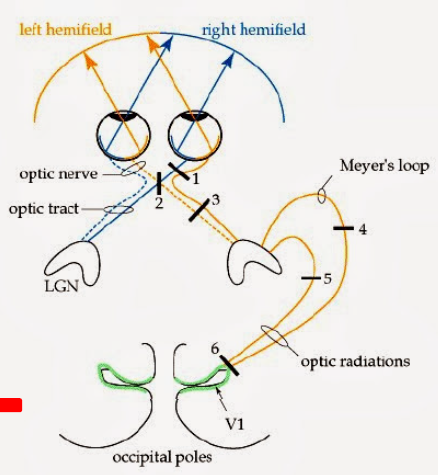 left hemifield
right hemifield
optic nerve
1
Meyer's loop
optic tract
2
3
4
LGN
5
6
optic radiations
V1
occipital poles